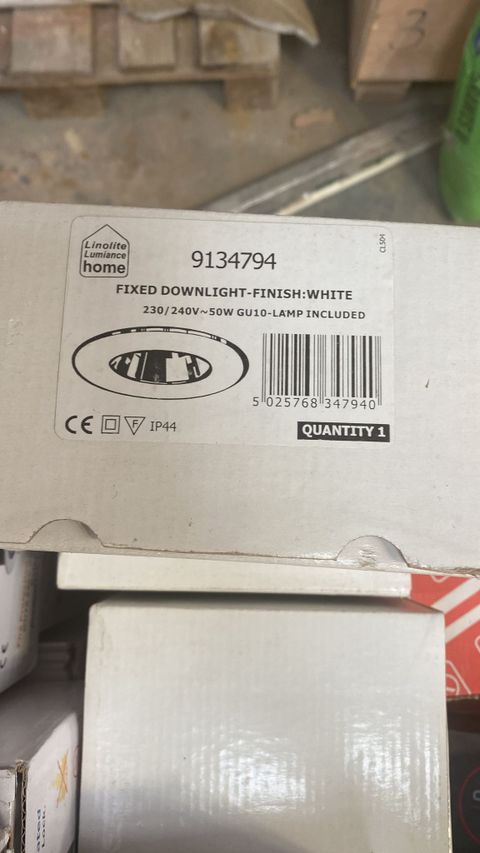 3
Linolite
Lumiance
home
9134794
CL504
FIXED DOWNLIGHT-FINISH:WHITE
230/240V~50W GU10-LAMP INCLUDED
5 025768 347940
CE F IP44
QUANTITY 1